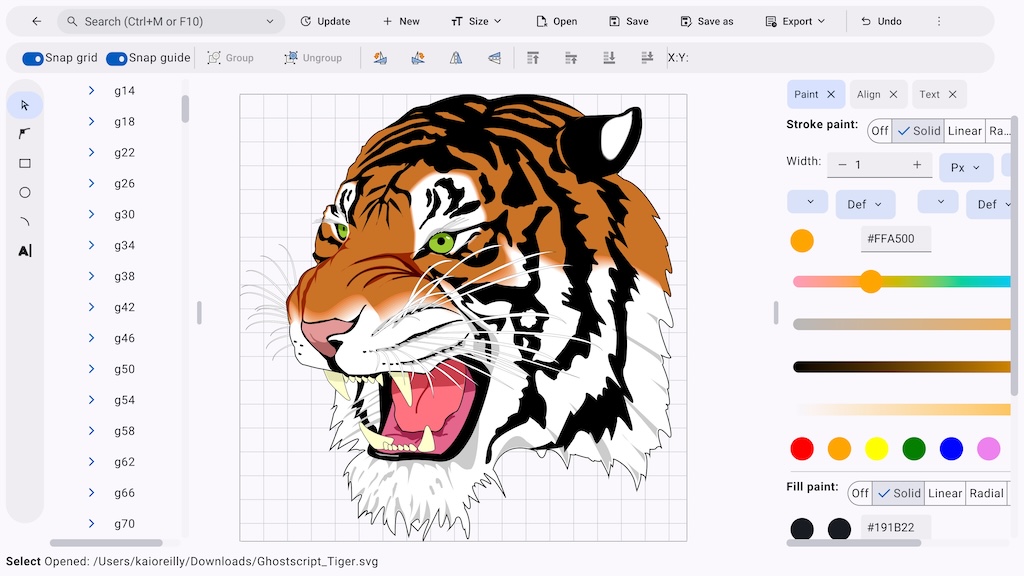 Search (Ctrl+M or F10) Update New Size Open Save Save as Export Undo
Snap grid Snap guide Group Ungroup X:Y:
g14
g18
g22
g26
g30
g34
g38
g42
g46
g50
g54
g58
g62
g66
g70
A
Paint Align Text
Stroke paint: Off Solid Linear Ra...
Width: 1 Px
Def Def
#FFA500
Fill paint: Off Solid Linear Radial
#191B22
Select Opened: /Users/kaioreilly/Downloads/Ghostscript_Tiger.svg